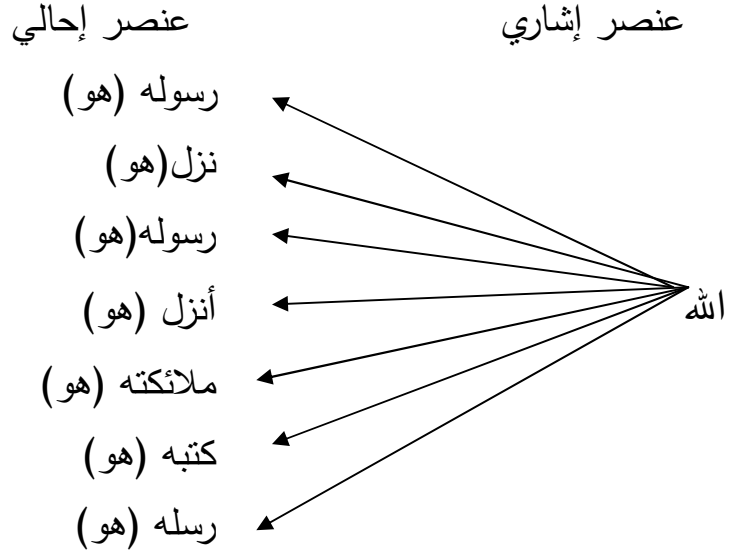 عنصر إشاري
عنصر إحالي
رسوله (هو)
نزل(هو)
رسوله(هو)
أنزل (هو)
الله
ملائكته (هو)
كتبه (هو)
رسله (هو)